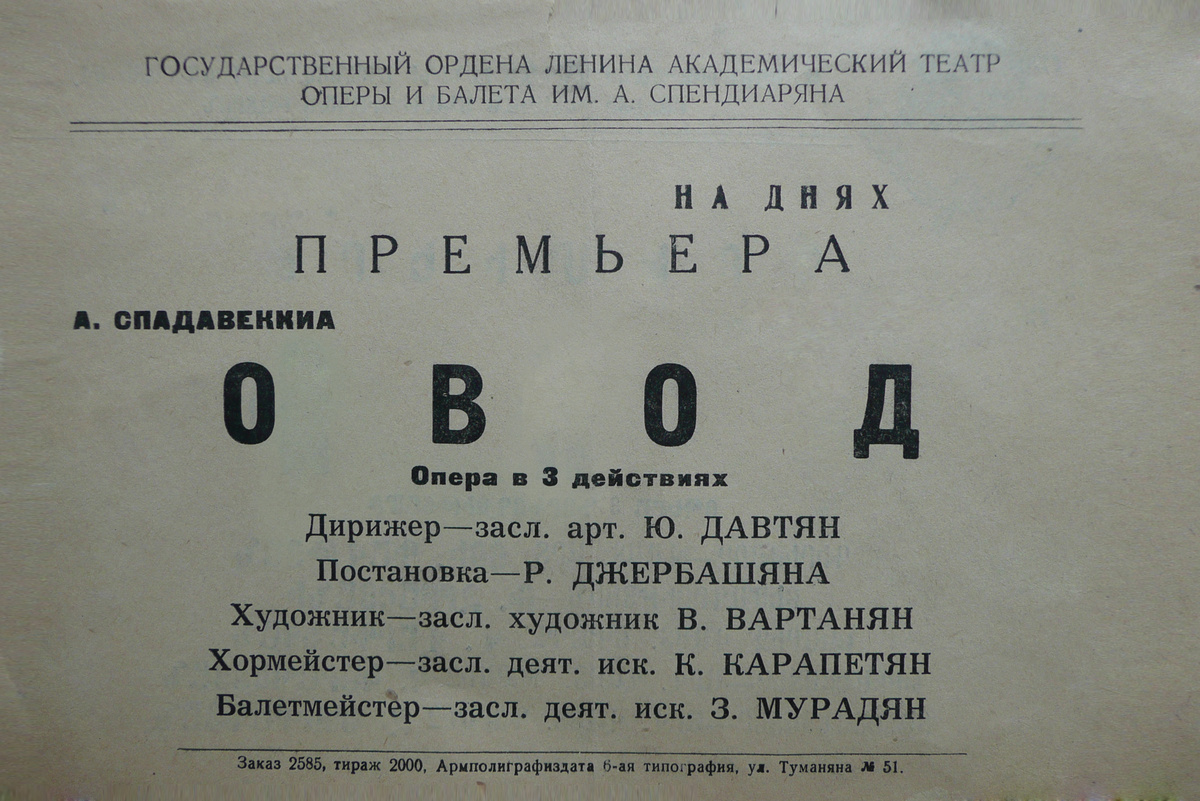 ГОСУДАРСТВЕННЫЙ ОРДЕНА ЛЕНИНА АКАДЕМИЧЕСКИЙ ТЕАТР
ОПЕРЫ И БАЛЕТА ИМ. А. СПЕНДИАРЯНА
НА ДНЯХ
ПРЕМЬЕРА
А. СПАДАВЕККИА
ОВОД
Опера в 3 действиях
Дирижер—засл. арт. Ю. ДАВТЯН
Постановка—Р. ДЖЕРБАШЯНА
Художник—засл. художник В. ВАРТАНЯН
Хормейстер—засл. деят. иск. К. КАРАПЕТЯН
Балетмейстер—засл. деят. иск. З. МУРАДЯН
Заказ 2585, тираж 2000, Армполиграфиздата 6-ая типография, ул. Туманяна № 51.